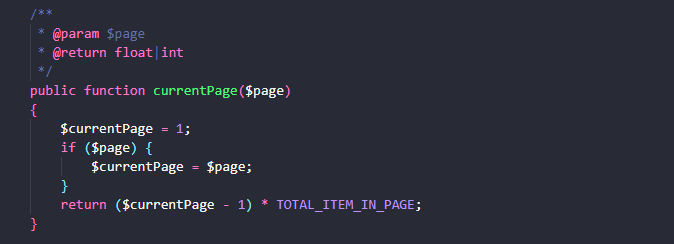 /**
 * @param $page
 * @return float|int
 */
public function currentPage($page)
{
    $currentPage = 1;
    if ($page) {
        $currentPage = $page;
    }
    return ($currentPage - 1) * TOTAL_ITEM_IN_PAGE;
}